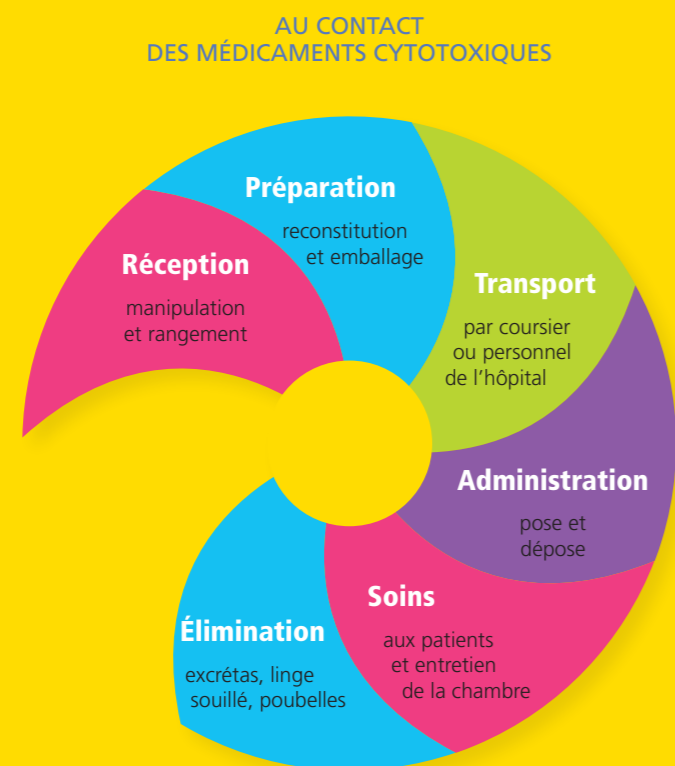 AU CONTACT
DES MÉDICAMENTS CYTOTOXIQUES
Réception
manipulation
et rangement
Préparation
reconstitution
et emballage
Transport
par coursier
ou personnel
de l'hôpital
Administration
pose et
dépose
Soins
aux patients
et entretien
de la chambre
Élimination
excrétas, linge
souillé, poubelles